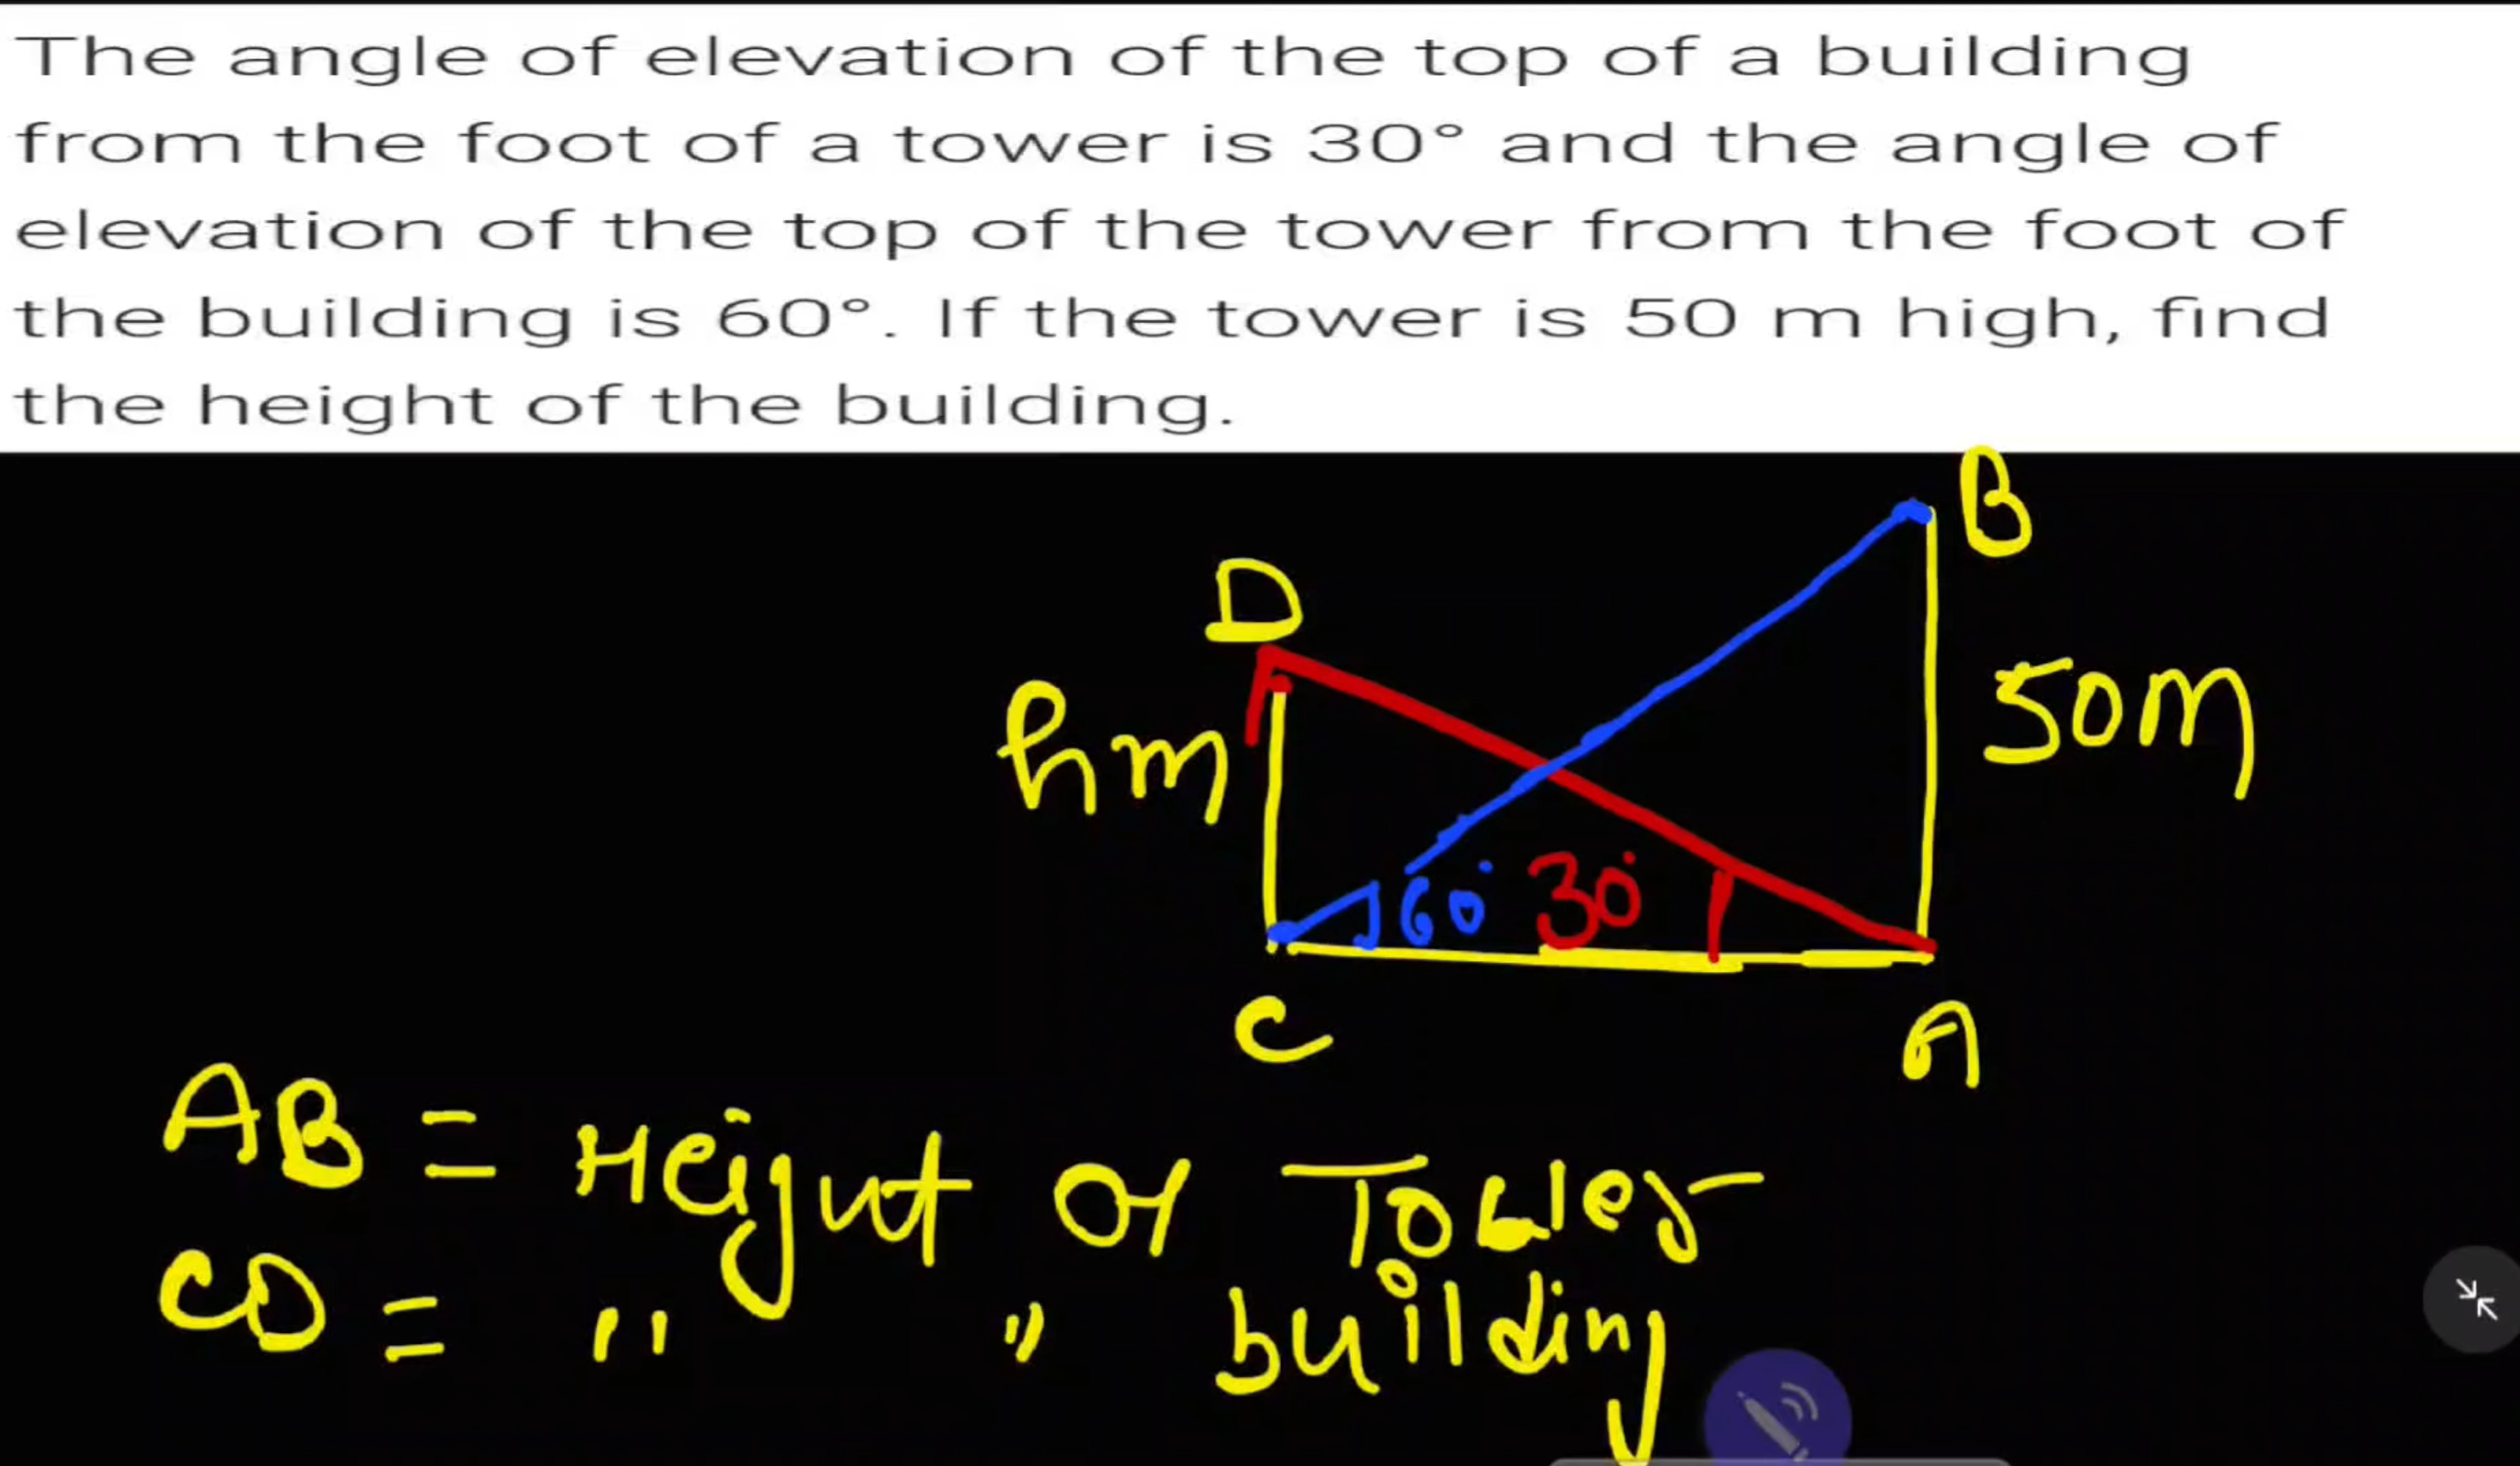 The angle of elevation of the top of a building
from the foot of a tower is 30° and the angle of
elevation of the top of the tower from the foot of
the building is 60°. If the tower is 50 m high, find
the height of the building.
B
D
hm
50m
60° 30°
C
A
AB = Height of Tower
CD = " " building